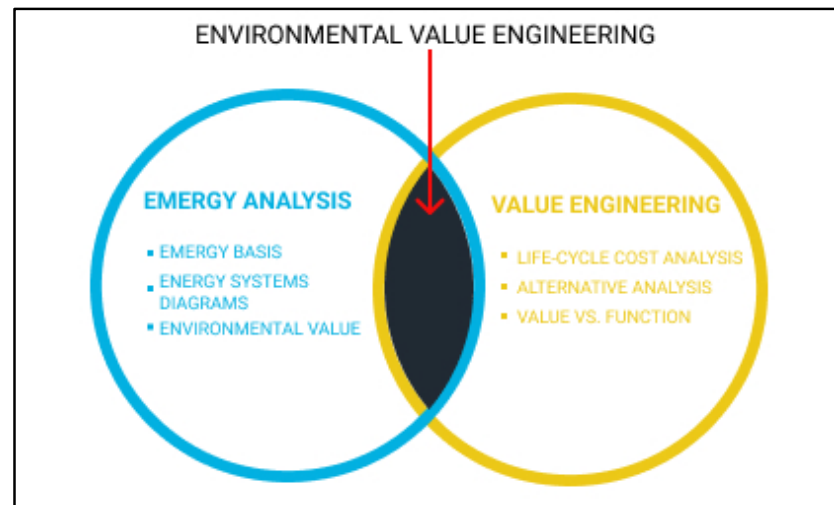 ENVIRONMENTAL VALUE ENGINEERING
EMERGY ANALYSIS
▪ EMERGY BASIS
▪ ENERGY SYSTEMS
DIAGRAMS
▪ ENVIRONMENTAL VALUE
VALUE ENGINEERING
▪ LIFE-CYCLE COST ANALYSIS
▪ ALTERNATIVE ANALYSIS
▪ VALUE VS. FUNCTION